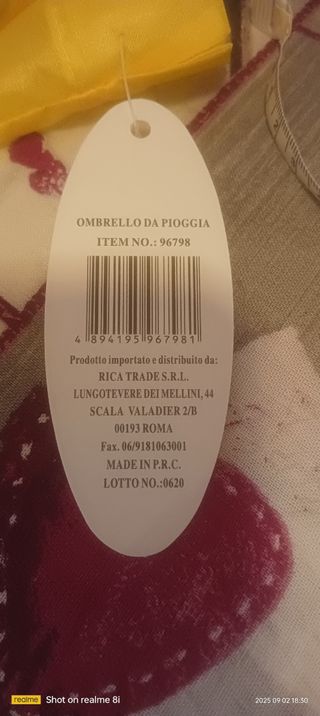 OMBRELLO DA PIOGGIA
ITEM NO.: 96798
4 894195 967981
Prodotto importato e distribuito da:
RICA TRADE S.R.L.
LUNGOTEVERE DEI MELLINI, 44
SCALA VALADIER 2/B
00193 ROMA
Fax. 06/9181063001
MADE IN P.R.C.
LOTTO NO.:0620
realme Shot on realme 8i
2025 09 02 18:30